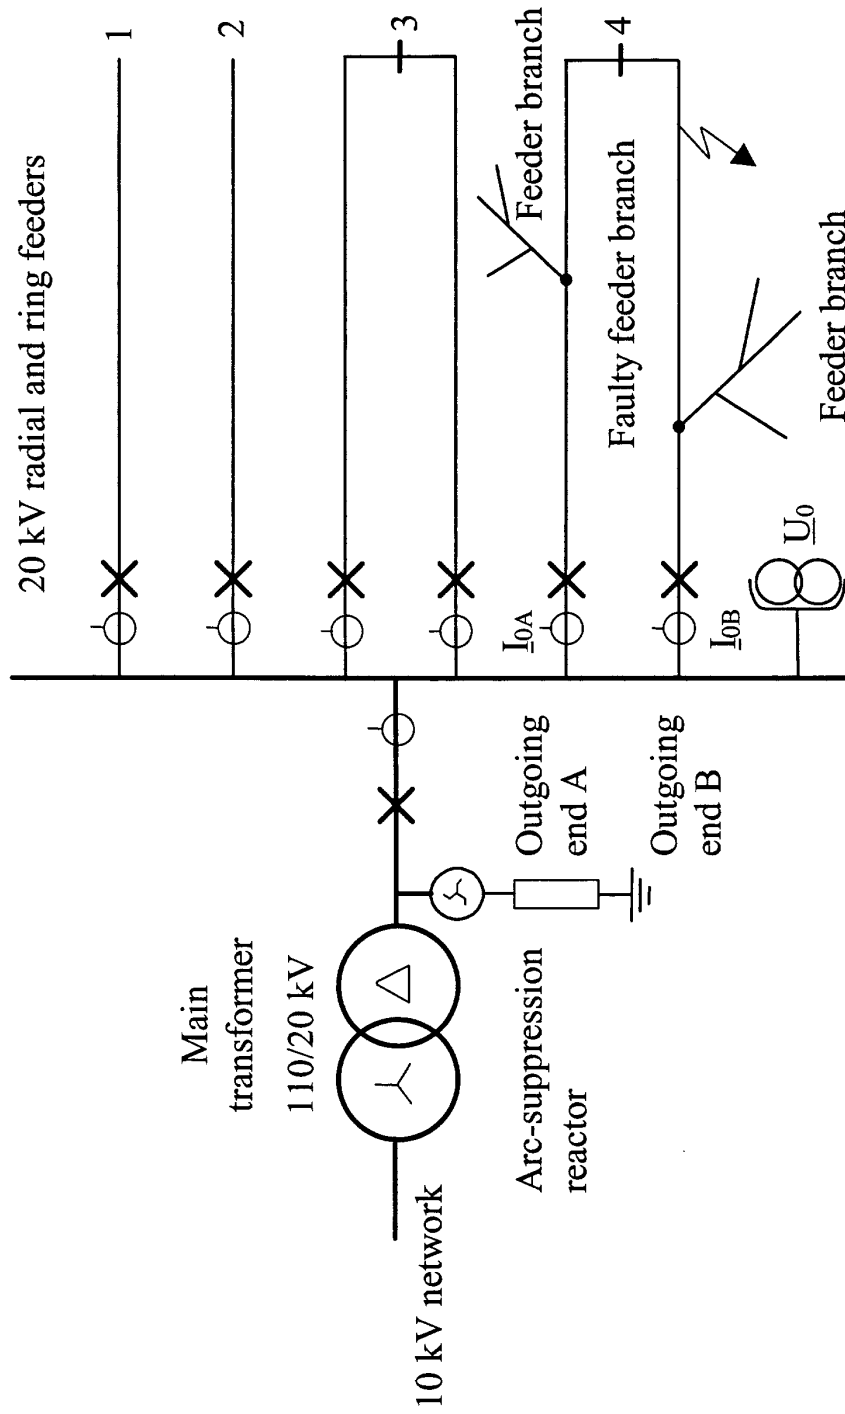 20 kV radial and ring feeders
1
2
3
4
Feeder branch
Faulty feeder branch
Feeder branch
Main
transformer
110/20 kV
10 kV network
Arc-suppression
reactor
Outgoing
end A
Outgoing
end B
I0A
I0B
U0